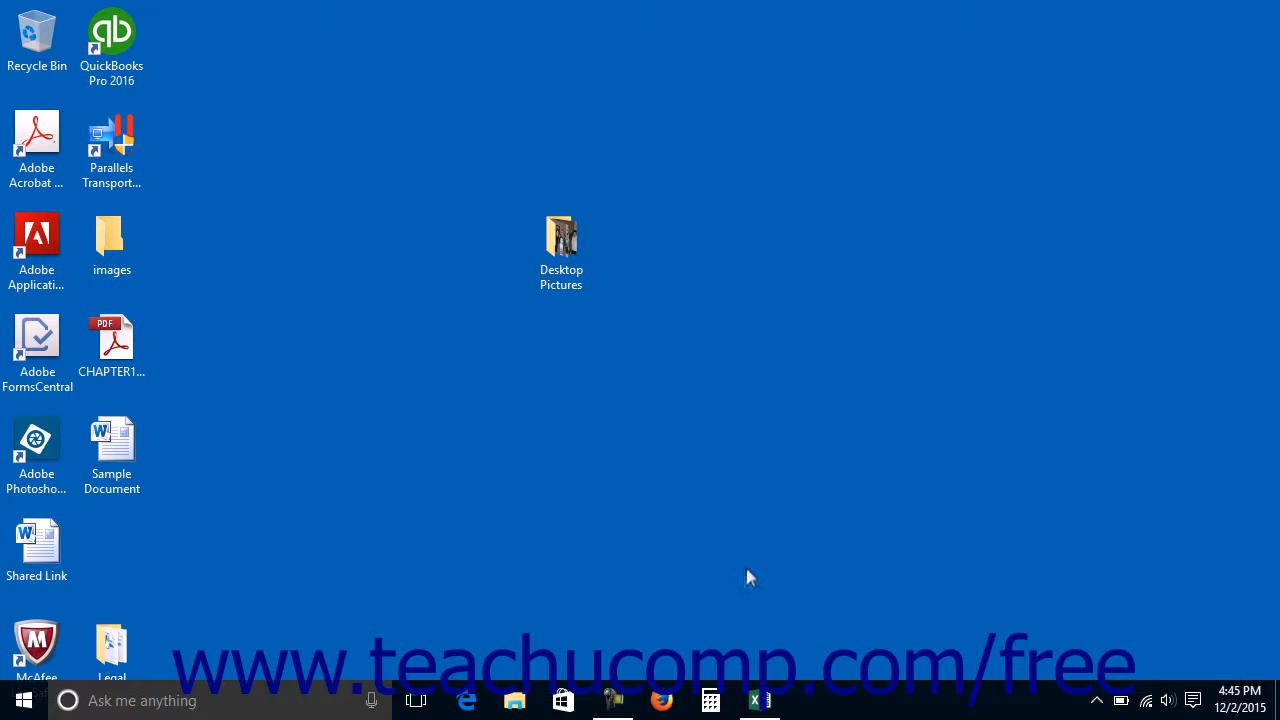 Recycle Bin
QuickBooks
Pro 2016
Adobe
Acrobat ...
Parallels
Transport...
Adobe
Applicati...
images
Desktop
Pictures
Adobe
FormsCentral
PDF
CHAPTER1...
Adobe
Photosho...
Sample
Document
Shared Link
McAfee
Legal
www.teachucomp.com/free
Ask me anything
4:45 PM
12/2/2015